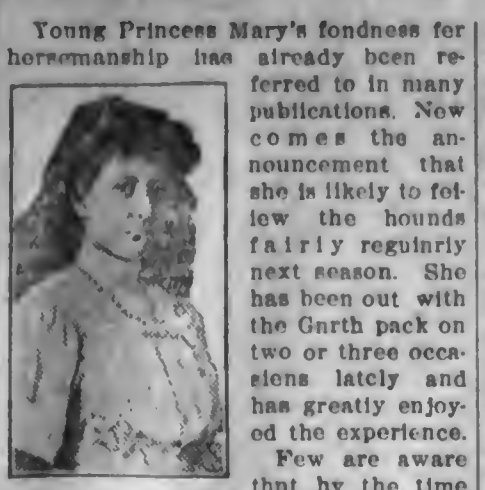 Young Princess Mary's fondness for
horsemanship has already been re-
ferred to in many
publications. Now
comes the an-
nouncement that
she is likely to fol-
low the hounds
fairly regularly
next season. She
has been out with
the Garth pack on
two or three occa-
sions lately and
has greatly enjoy-
ed the experience.
Few are aware
that by the time